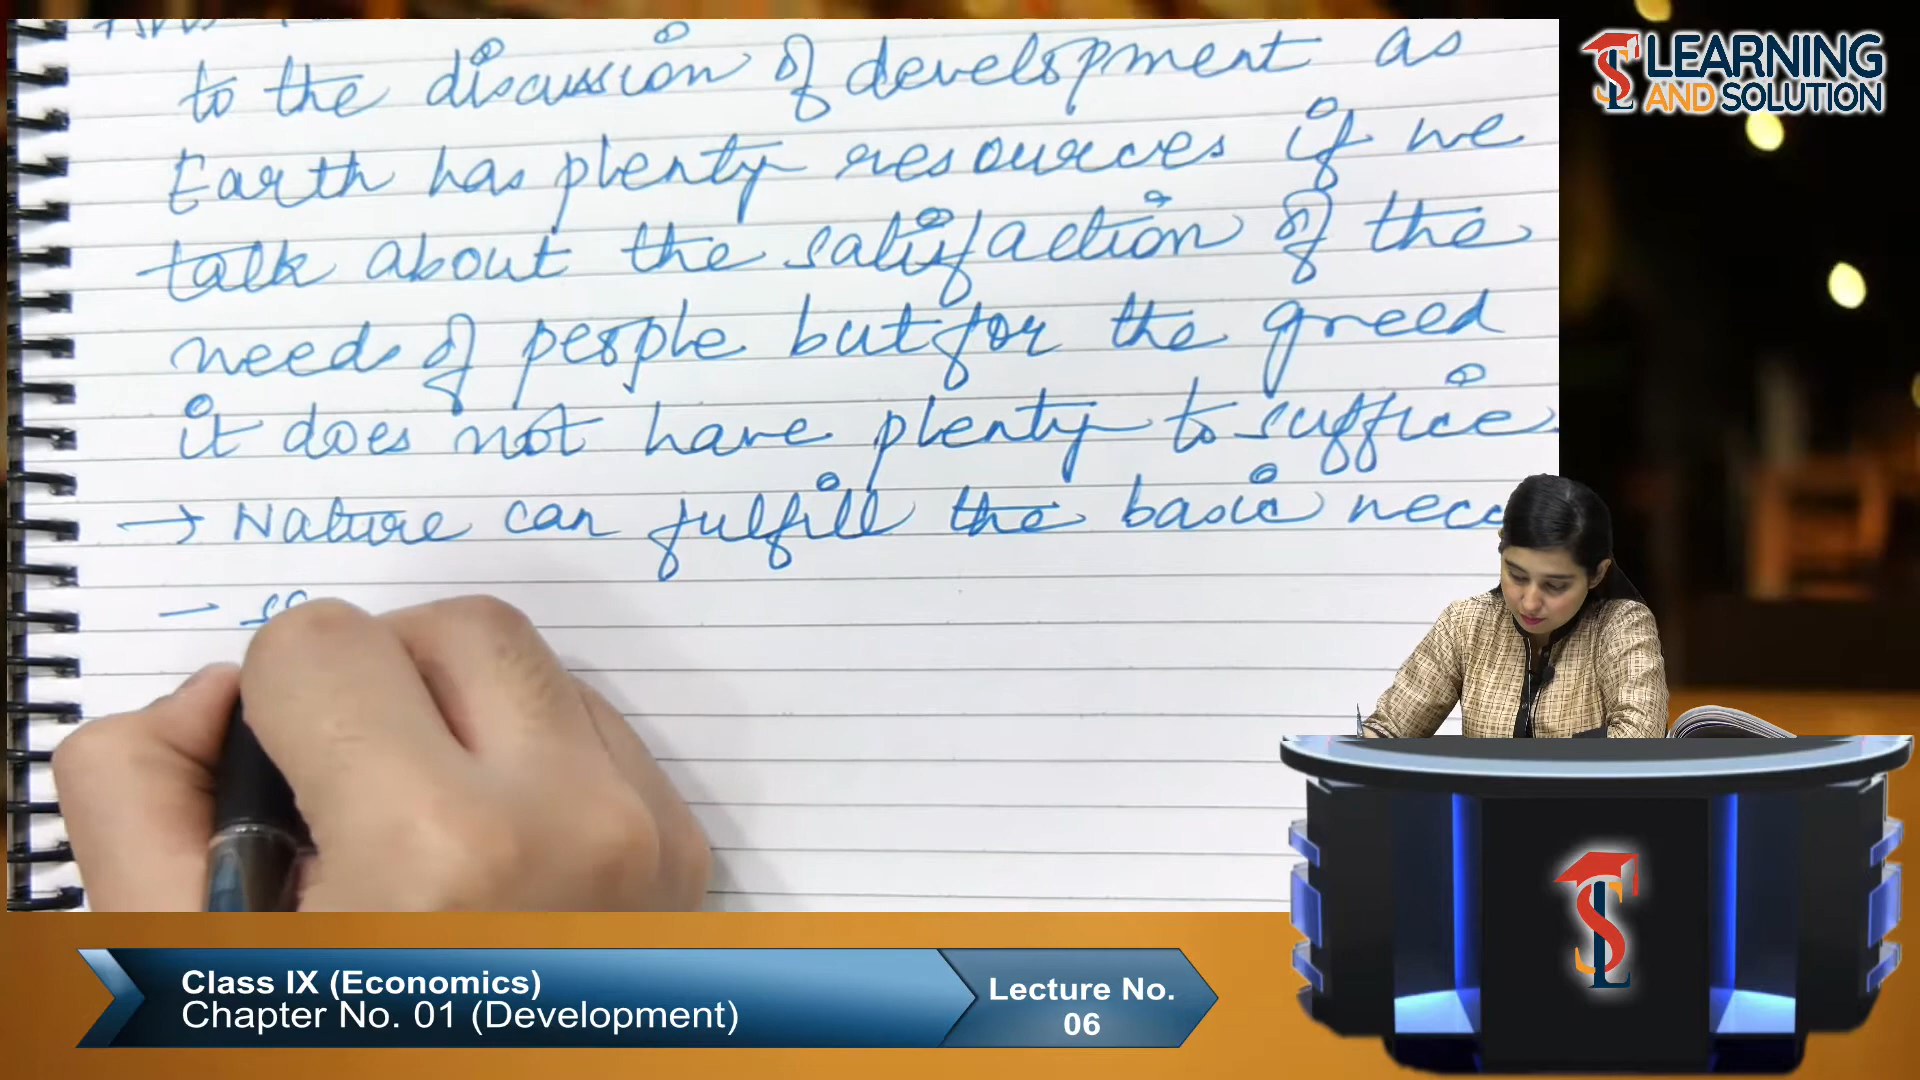 to the discussion of development as
Earth has plenty resources if we
talk about the satisfaction of the
needs of people but for the greed
it does not have plenty to suffice.
→ Nature can fulfill the basic
LEARNING
AND SOLUTION
Class IX (Economics)
Chapter No. 01 (Development)
Lecture No.
06